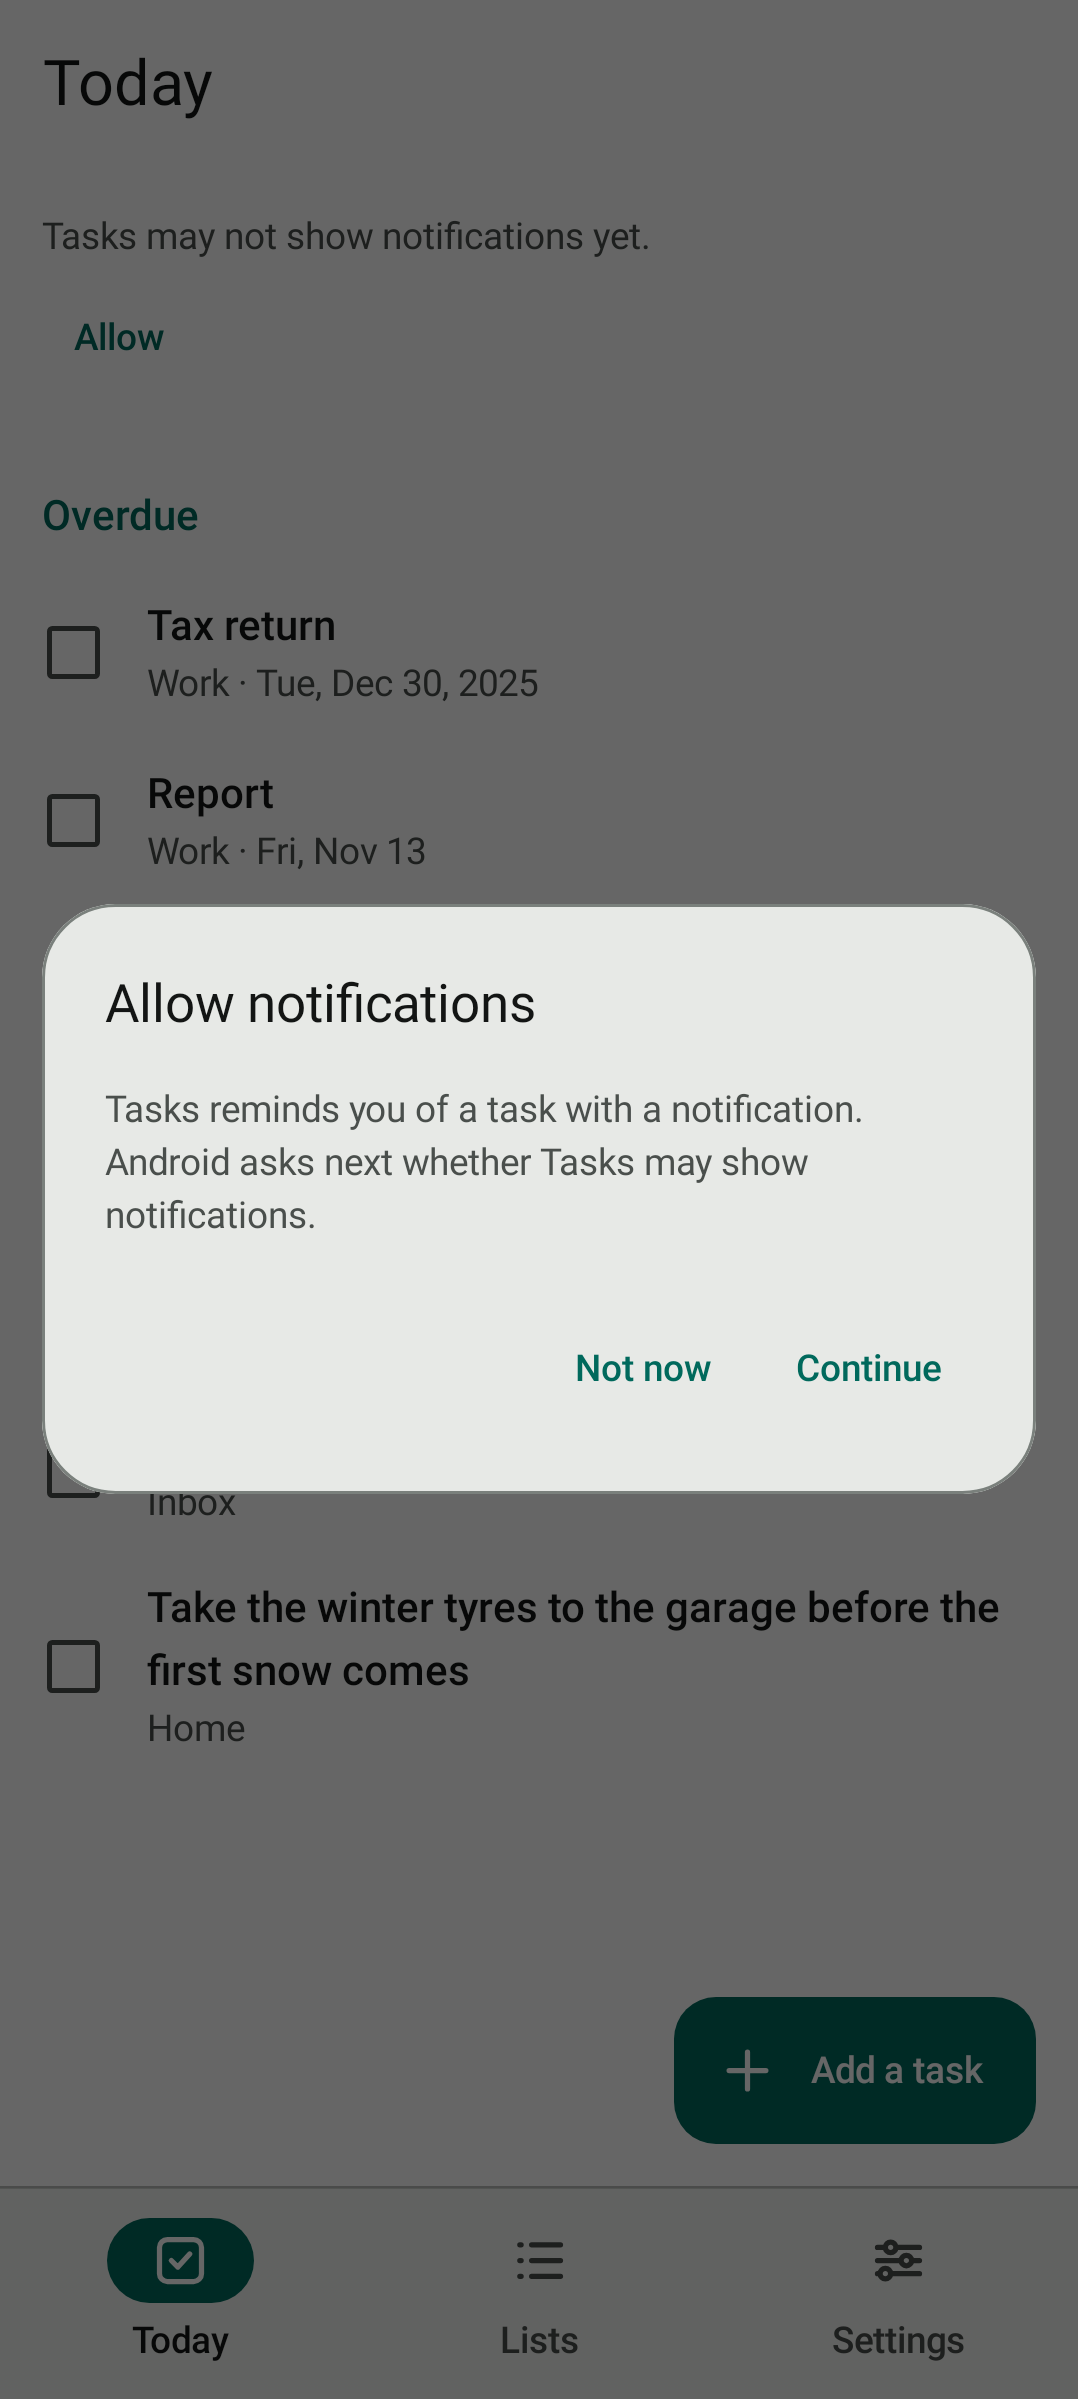 Today
Tasks may not show notifications yet.
Allow
Overdue
Tax return
Work · Tue, Dec 30, 2025
Report
Work · Fri, Nov 13
Allow notifications
Tasks reminds you of a task with a notification.
Android asks next whether Tasks may show
notifications.
Not now
Continue
Inbox
Take the winter tyres to the garage before the
first snow comes
Home
Add a task
Today
Lists
Settings